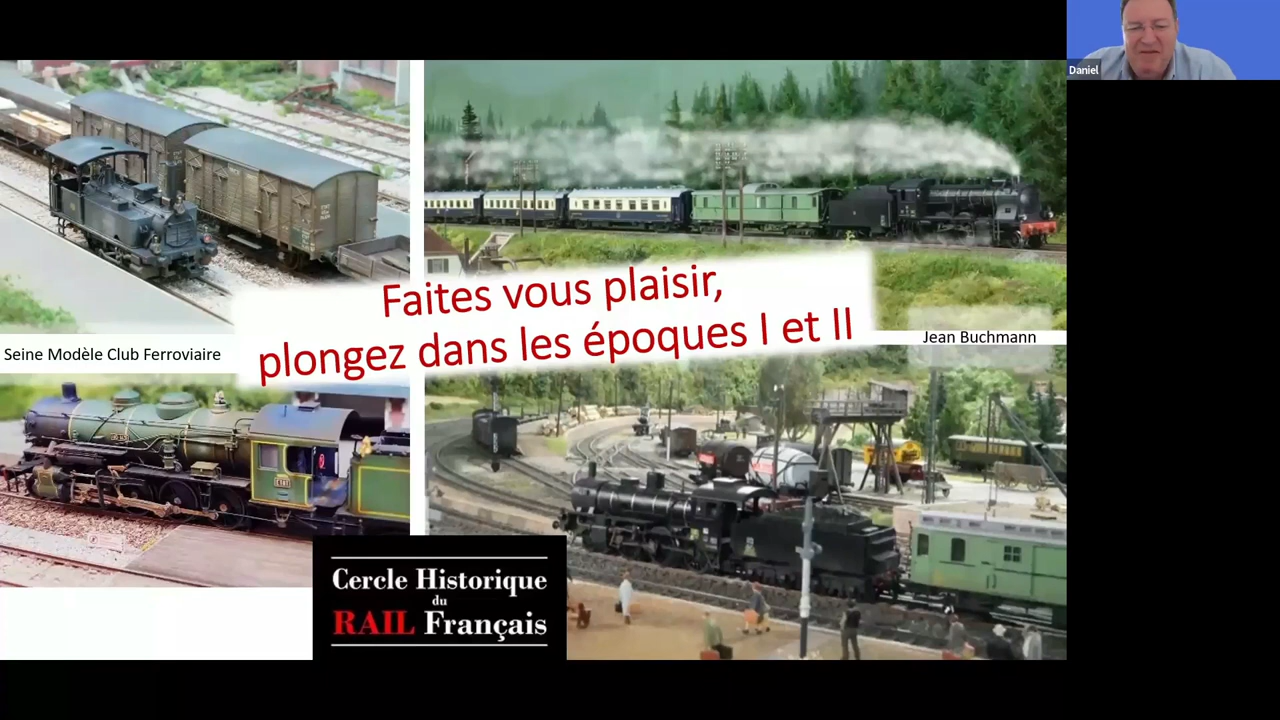 Daniel
Faites vous plaisir,
plongez dans les époques I et II
Seine Modèle Club Ferroviaire
Jean Buchmann
Cercle Historique
du
RAIL Français